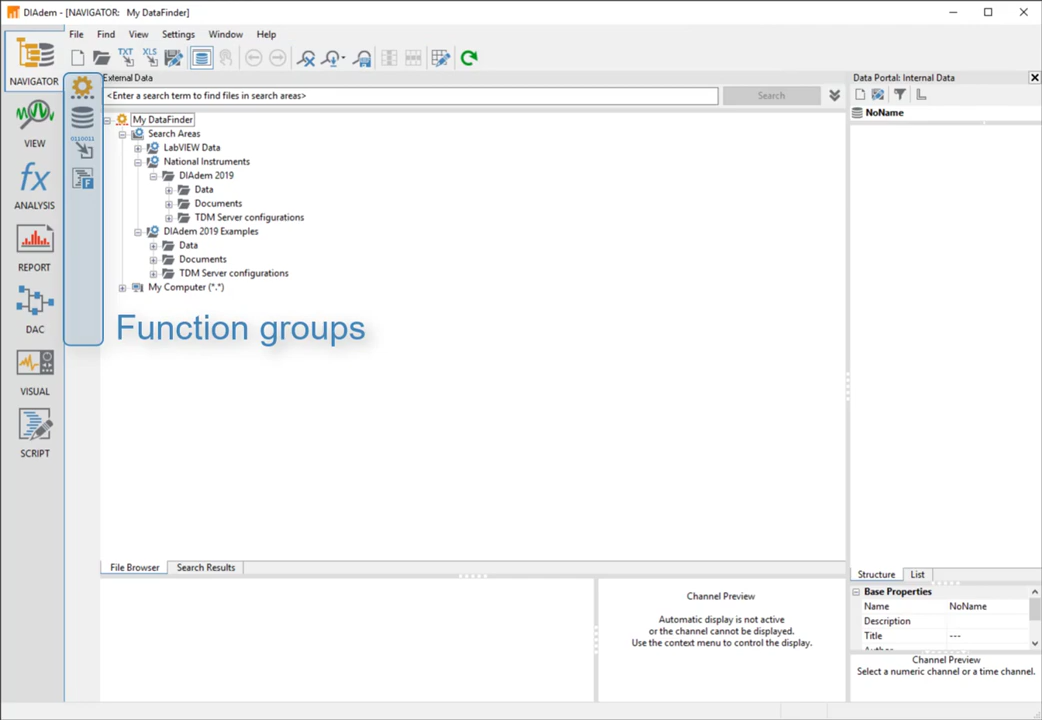 DIAdem - [NAVIGATOR:   My DataFinder]
File Find View Settings Window Help
TXT XLS
NAVIGATOR
VIEW
fx
ANALYSIS
REPORT
DAC
VISUAL
SCRIPT
0110011
F
External Data
<Enter a search term to find files in search areas>
Search
My DataFinder
Search Areas
LabVIEW Data
National Instruments
DIAdem 2019
Data
Documents
TDM Server configurations
DIAdem 2019 Examples
Data
Documents
TDM Server configurations
My Computer (*.*)
Function groups
File Browser Search Results
Channel Preview
Automatic display is not active
or the channel cannot be displayed.
Use the context menu to control the display.
Data Portal: Internal Data
NoName
Structure List
Base Properties
Name NoName
Description
Title ---
Channel Preview
Select a numeric channel or a time channel.